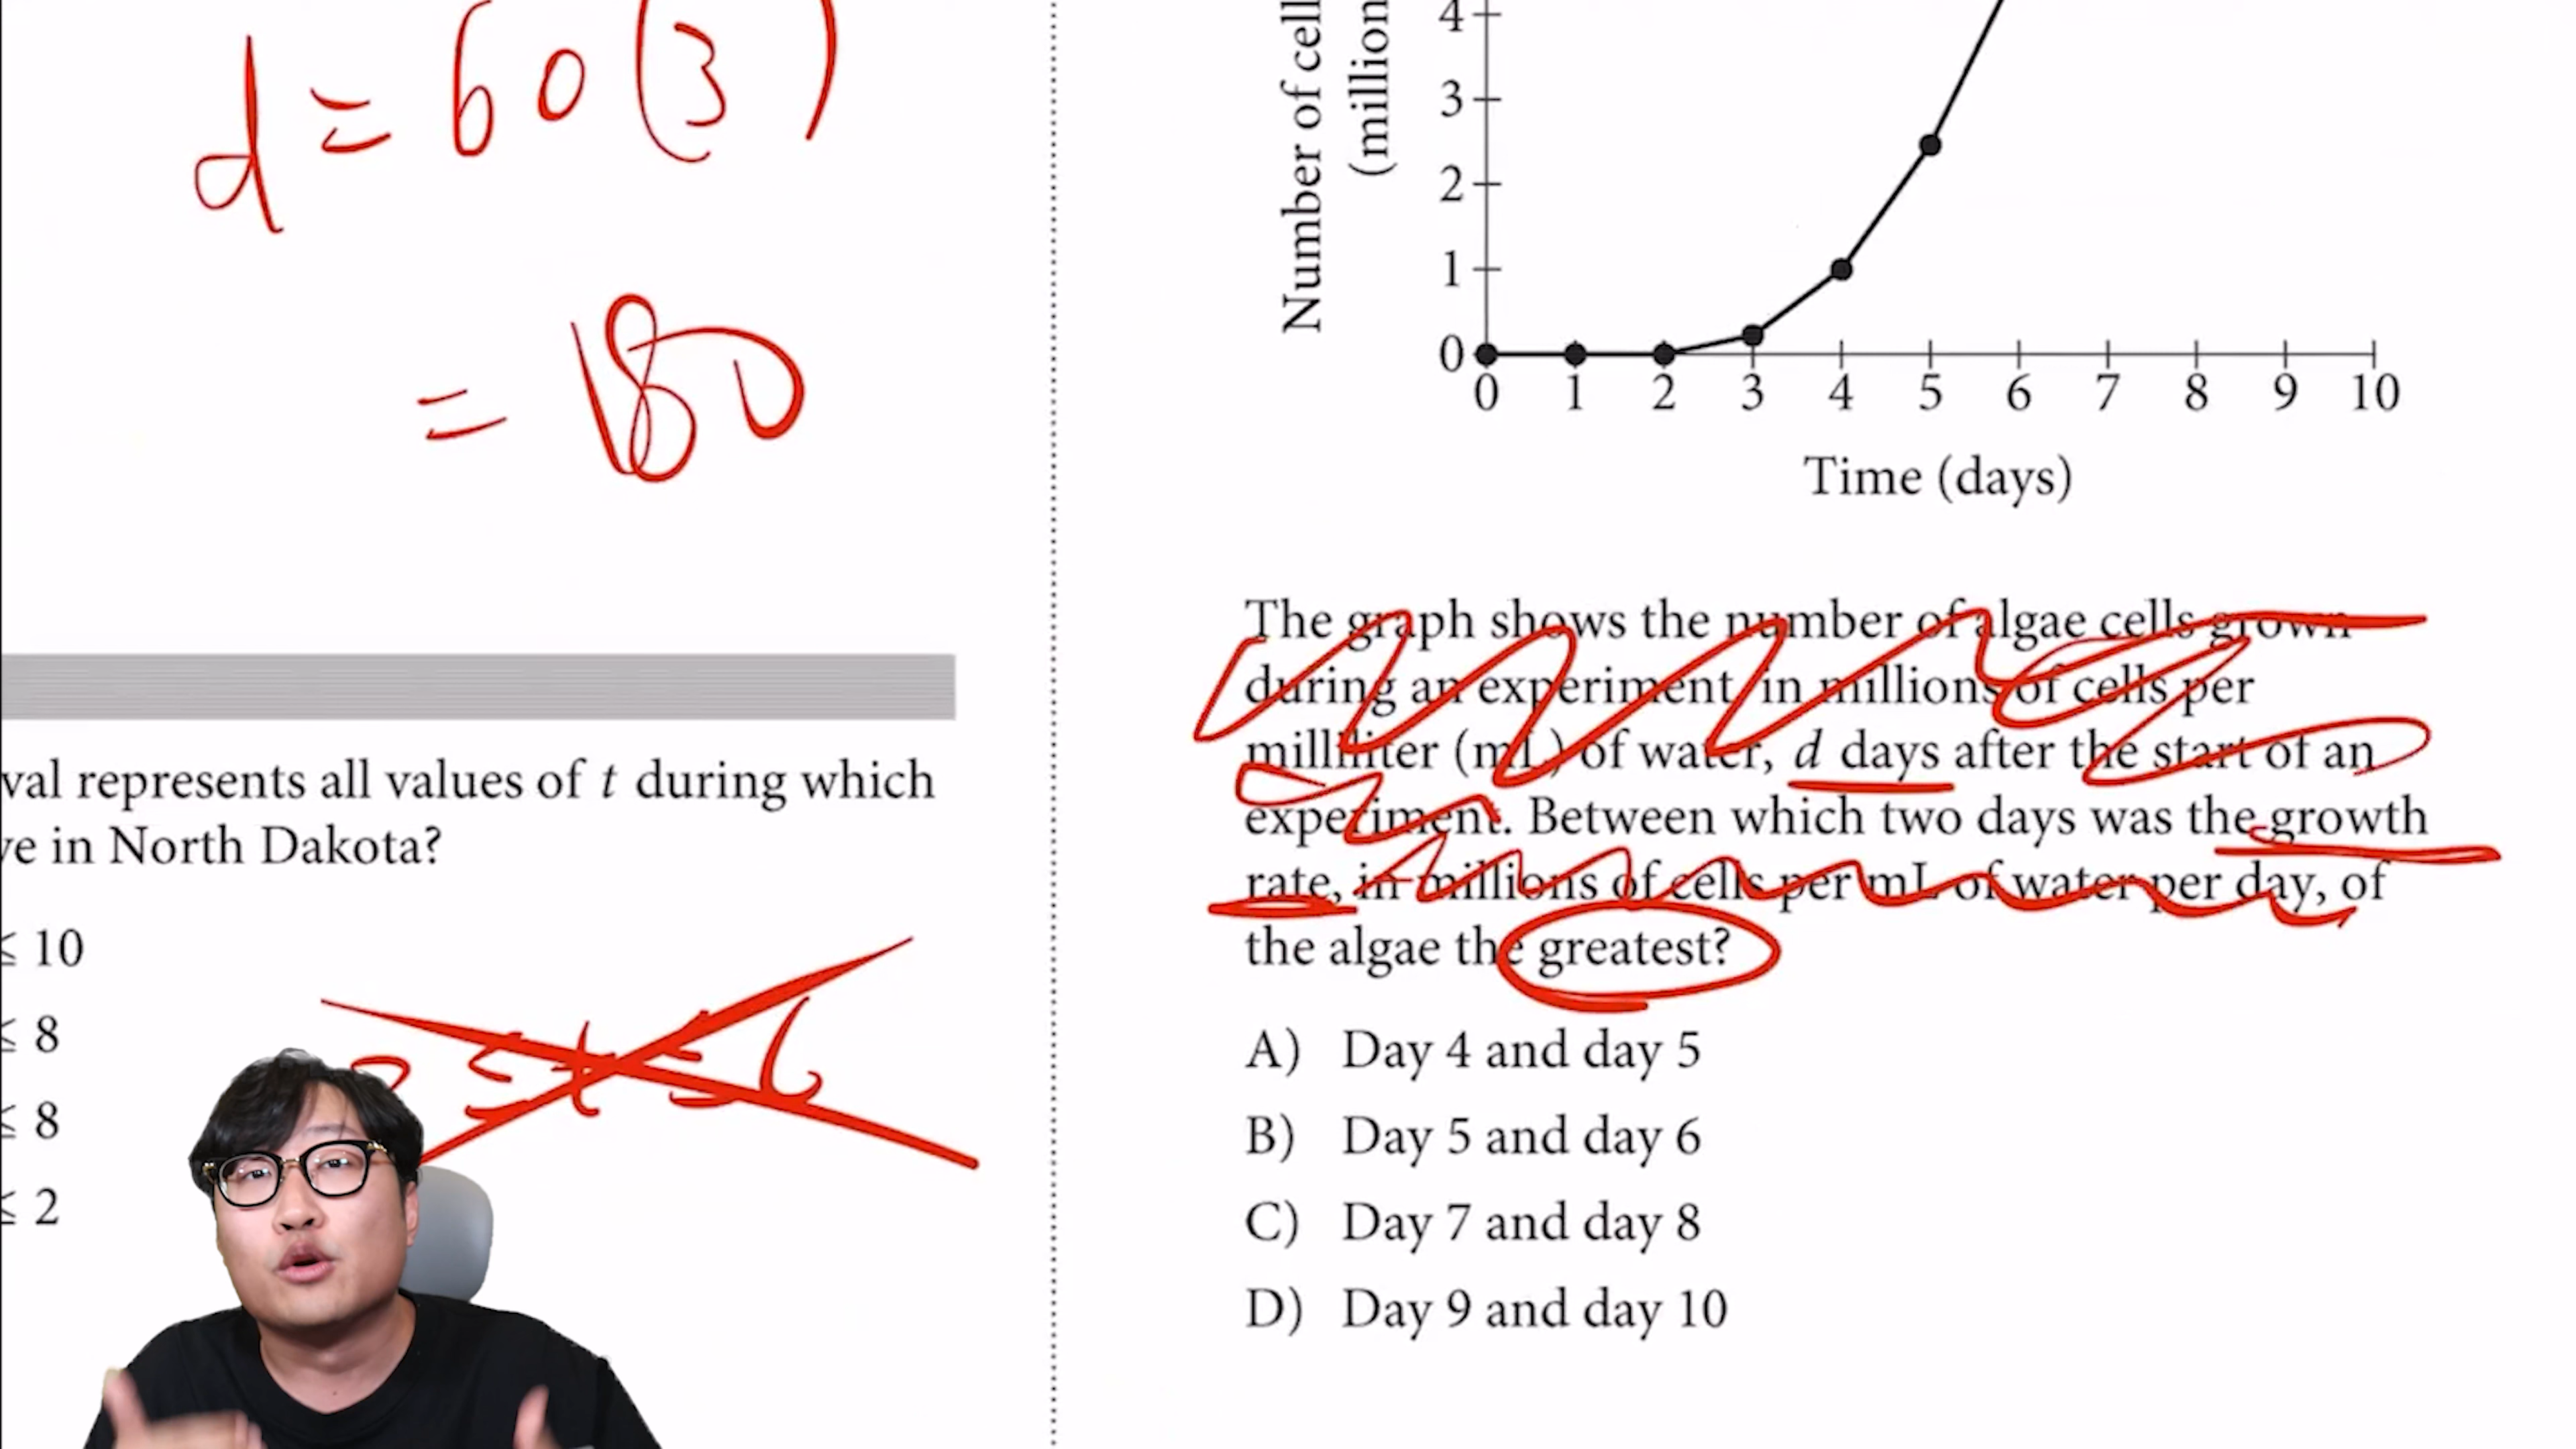 d = 60(3)
= 180
val represents all values of t during which
ve in North Dakota?
≤ 10
≤ 8
≤ 8
≤ 2
≤ t ≤ 6
Number of cell
(million
4
3
2
1
0
0 1 2 3 4 5 6 7 8 9 10
Time (days)
The graph shows the number of algae cells grown
during an experiment, in millions of cells per
milliliter (mL) of water, d days after the start of an
experiment. Between which two days was the growth
rate, in millions of cells per mL of water per day, of
the algae the greatest?
A) Day 4 and day 5
B) Day 5 and day 6
C) Day 7 and day 8
D) Day 9 and day 10